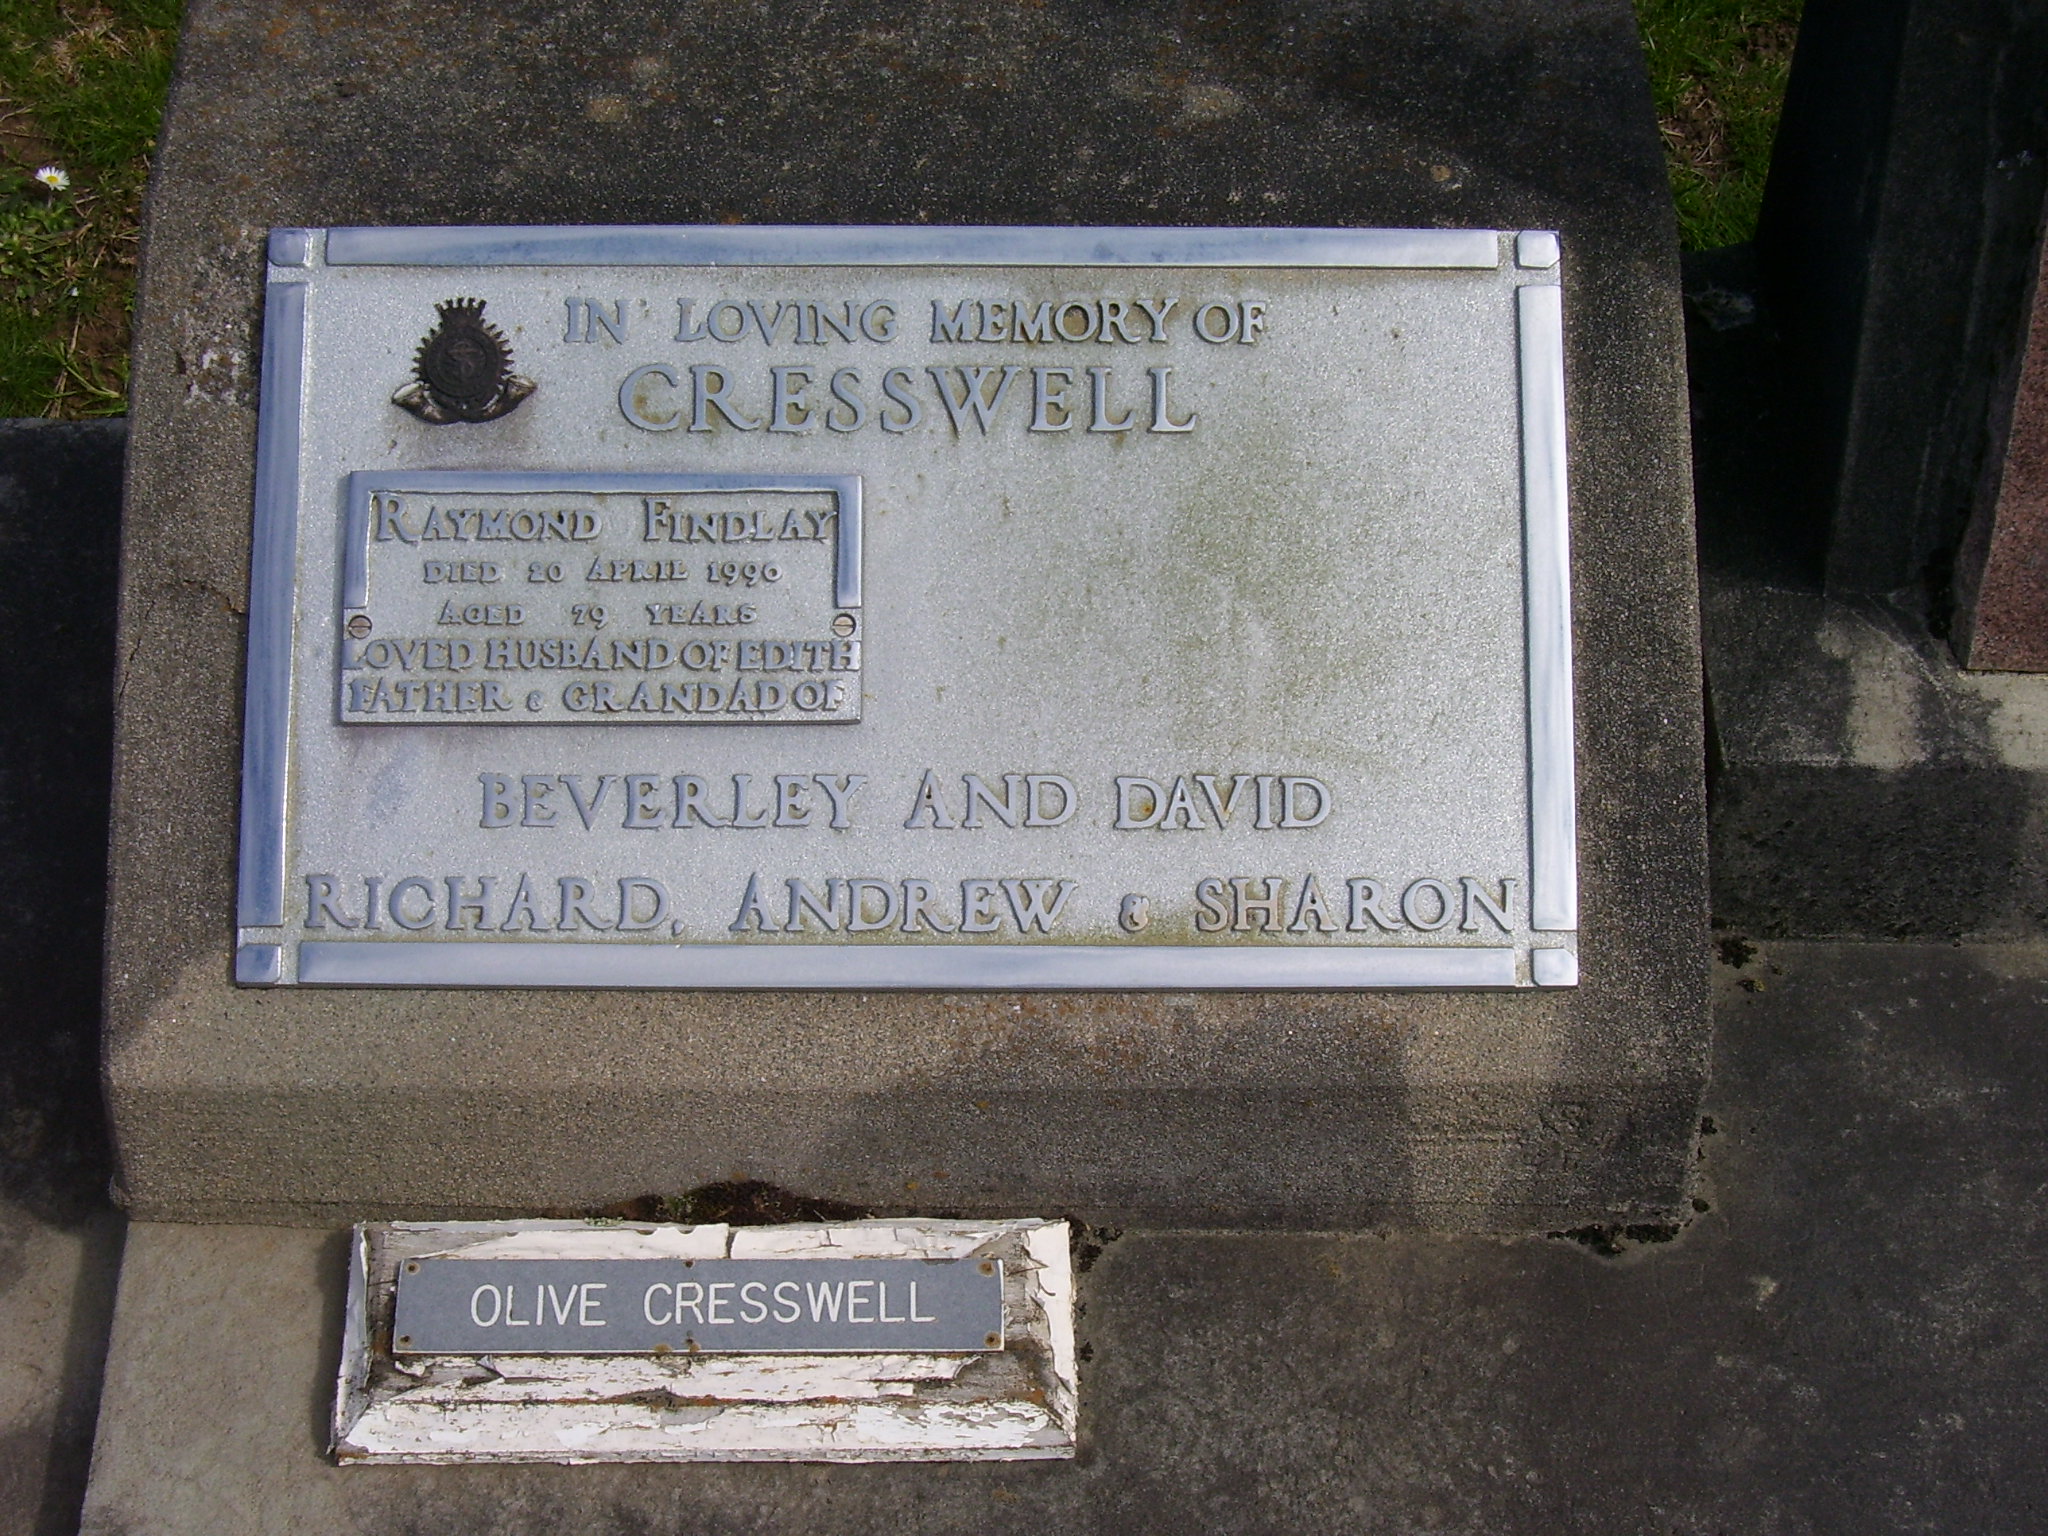 IN LOVING MEMORY OF
CRESSWELL
RAYMOND FINDLAY
DIED 20 APRIL 1990
AGED 79 YEARS
LOVED HUSBAND OF EDITH
FATHER & GRANDAD OF
BEVERLEY AND DAVID
RICHARD, ANDREW & SHARON
OLIVE CRESSWELL